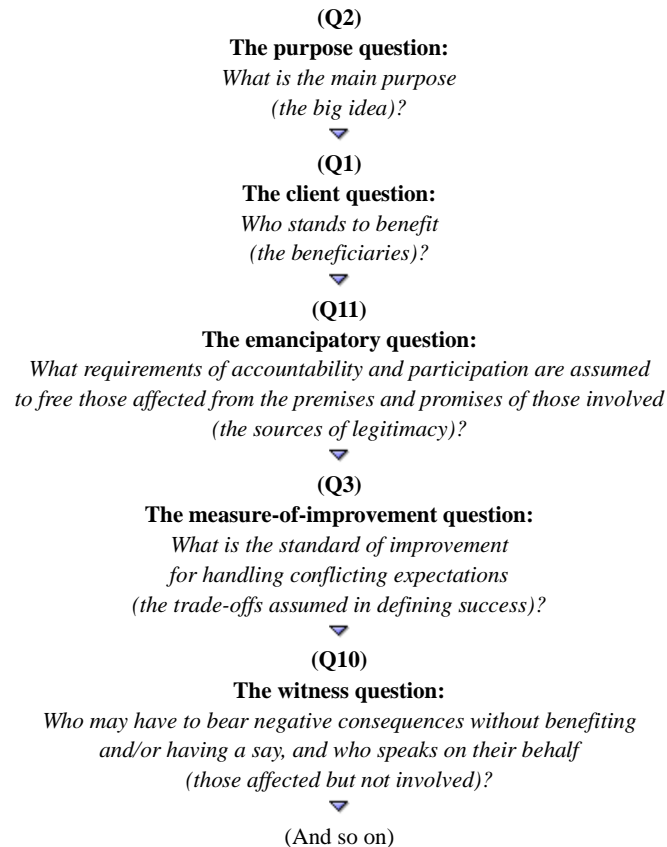 (Q2)
The purpose question:
What is the main purpose
(the big idea)?
(Q1)
The client question:
Who stands to benefit
(the beneficiaries)?
(Q11)
The emancipatory question:
What requirements of accountability and participation are assumed
to free those affected from the premises and promises of those involved
(the sources of legitimacy)?
(Q3)
The measure-of-improvement question:
What is the standard of improvement
for handling conflicting expectations
(the trade-offs assumed in defining success)?
(Q10)
The witness question:
Who may have to bear negative consequences without benefiting
and/or having a say, and who speaks on their behalf
(those affected but not involved)?
(And so on)